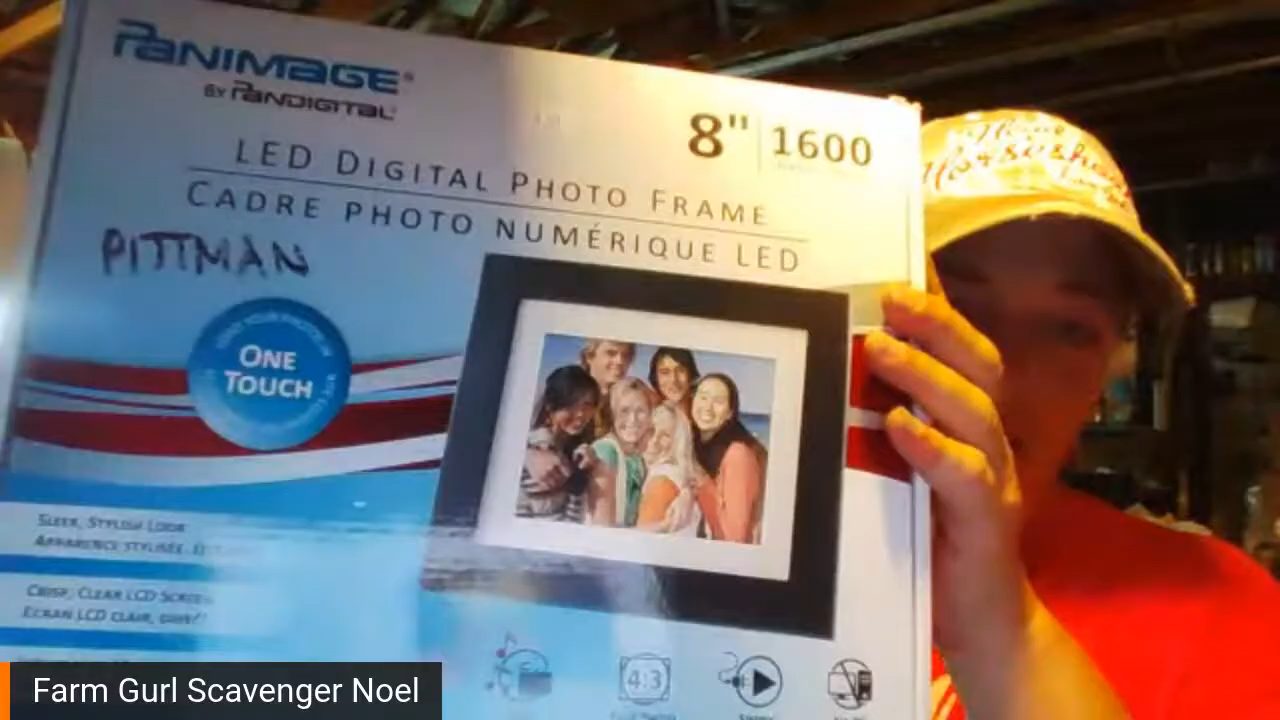 PANIMAGE®
BY PANDIGITAL®
8" 1600
LED DIGITAL PHOTO FRAME
CADRE PHOTO NUMÉRIQUE LED
PITTMAN
ONE
TOUCH
SLEEK, STYLISH LOOK
APPARENCE STYLISÉE,
CRISP, CLEAR LCD SCREEN
ÉCRAN LCD CLAIR,
4:3
Farm Gurl Scavenger Noel